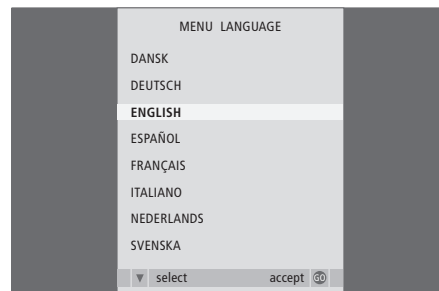 MENU LANGUAGE
DANSK
DEUTSCH
ENGLISH
ESPAÑOL
FRANÇAIS
ITALIANO
NEDERLANDS
SVENSKA
select accept GO